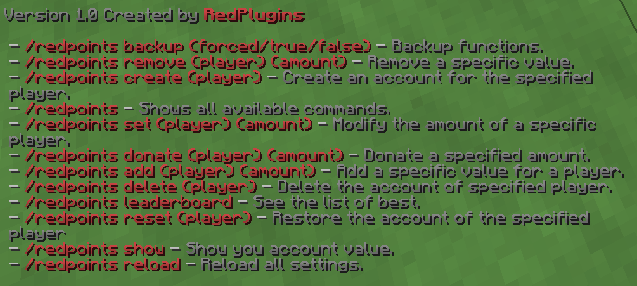 Version 1.0 Created by RedPlugins
- /redpoints backup (forced/true/false) - Backup functions.
- /redpoints remove (player) (amount) - Remove a specific value.
- /redpoints create (player) - Create an account for the specified
player.
- /redpoints - Shows all available commands.
- /redpoints set (player) (amount) - Modify the amount of a specific
player.
- /redpoints donate (player) (amount) - Donate a specified amount.
- /redpoints add (player) (amount) - Add a specific value for a player.
- /redpoints delete (player) - Delete the account of specified player.
- /redpoints leaderboard - See the list of best.
- /redpoints reset (player) - Restore the account of the specified
player
- /redpoints show - Show you account value.
- /redpoints reload - Reload all settings.